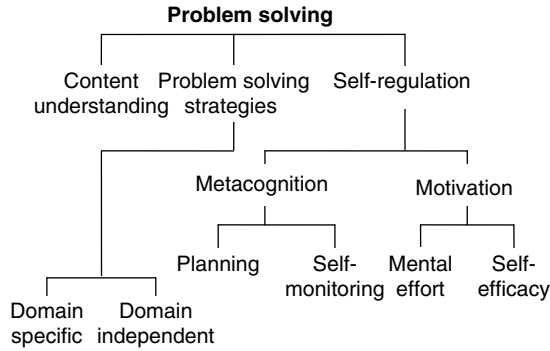 Problem solving
Content
understanding
Problem solving
strategies
Self-regulation
Metacognition
Motivation
Planning
Self-
monitoring
Mental
effort
Self-
efficacy
Domain
specific
Domain
independent